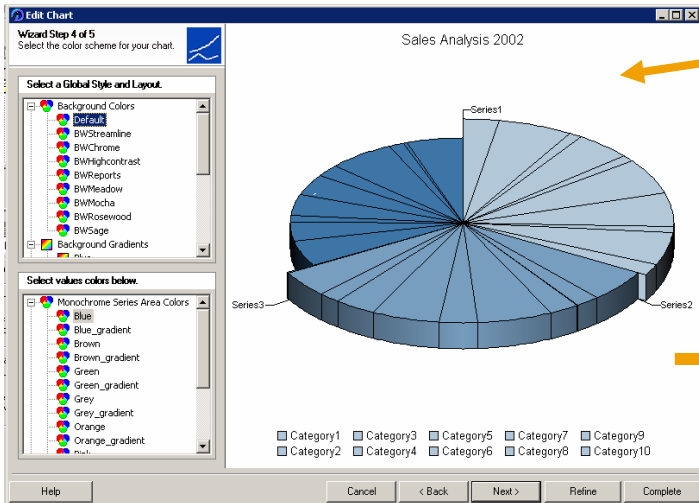 Edit Chart
Wizard Step 4 of 5
Select the color scheme for your chart.
Select a Global Style and Layout.
Background Colors
Default
BWStreamline
BWChrome
BWHighcontrast
BWReports
BWMeadow
BWMocha
BWRosewood
BWSage
Background Gradients
Select values colors below.
Monochrome Series Area Colors
Blue
Blue_gradient
Brown
Brown_gradient
Green
Green_gradient
Grey
Grey_gradient
Orange
Orange_gradient
Sales Analysis 2002
Series1
Series3
Series2
Category1 Category3 Category5 Category7 Category9
Category2 Category4 Category6 Category8 Category10
Help Cancel < Back Next > Refine Complete